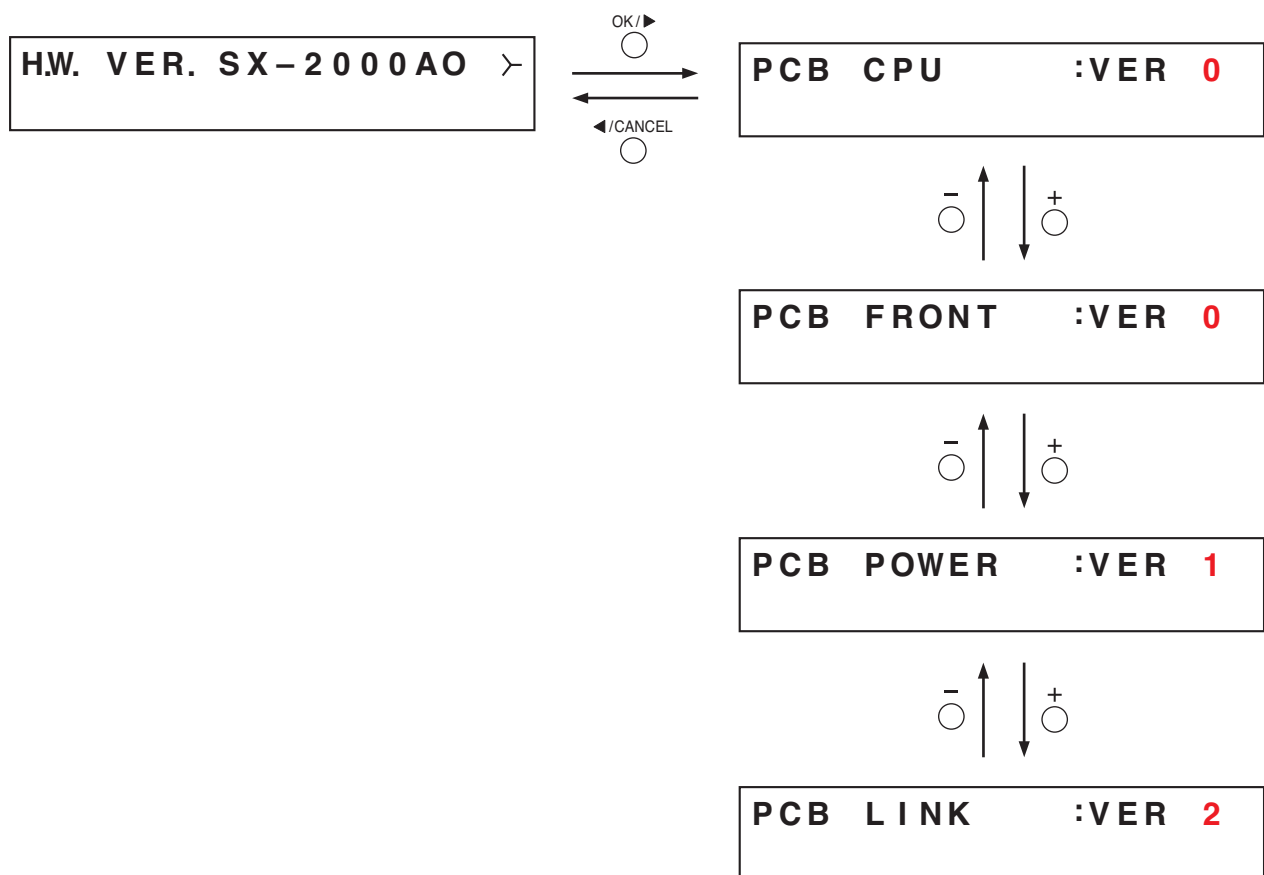 OK/▶
H.W. VER. SX-2000AO >-
PCB CPU :VER 0
◀/CANCEL
- +
PCB FRONT :VER 0
- +
PCB POWER :VER 1
- +
PCB LINK :VER 2